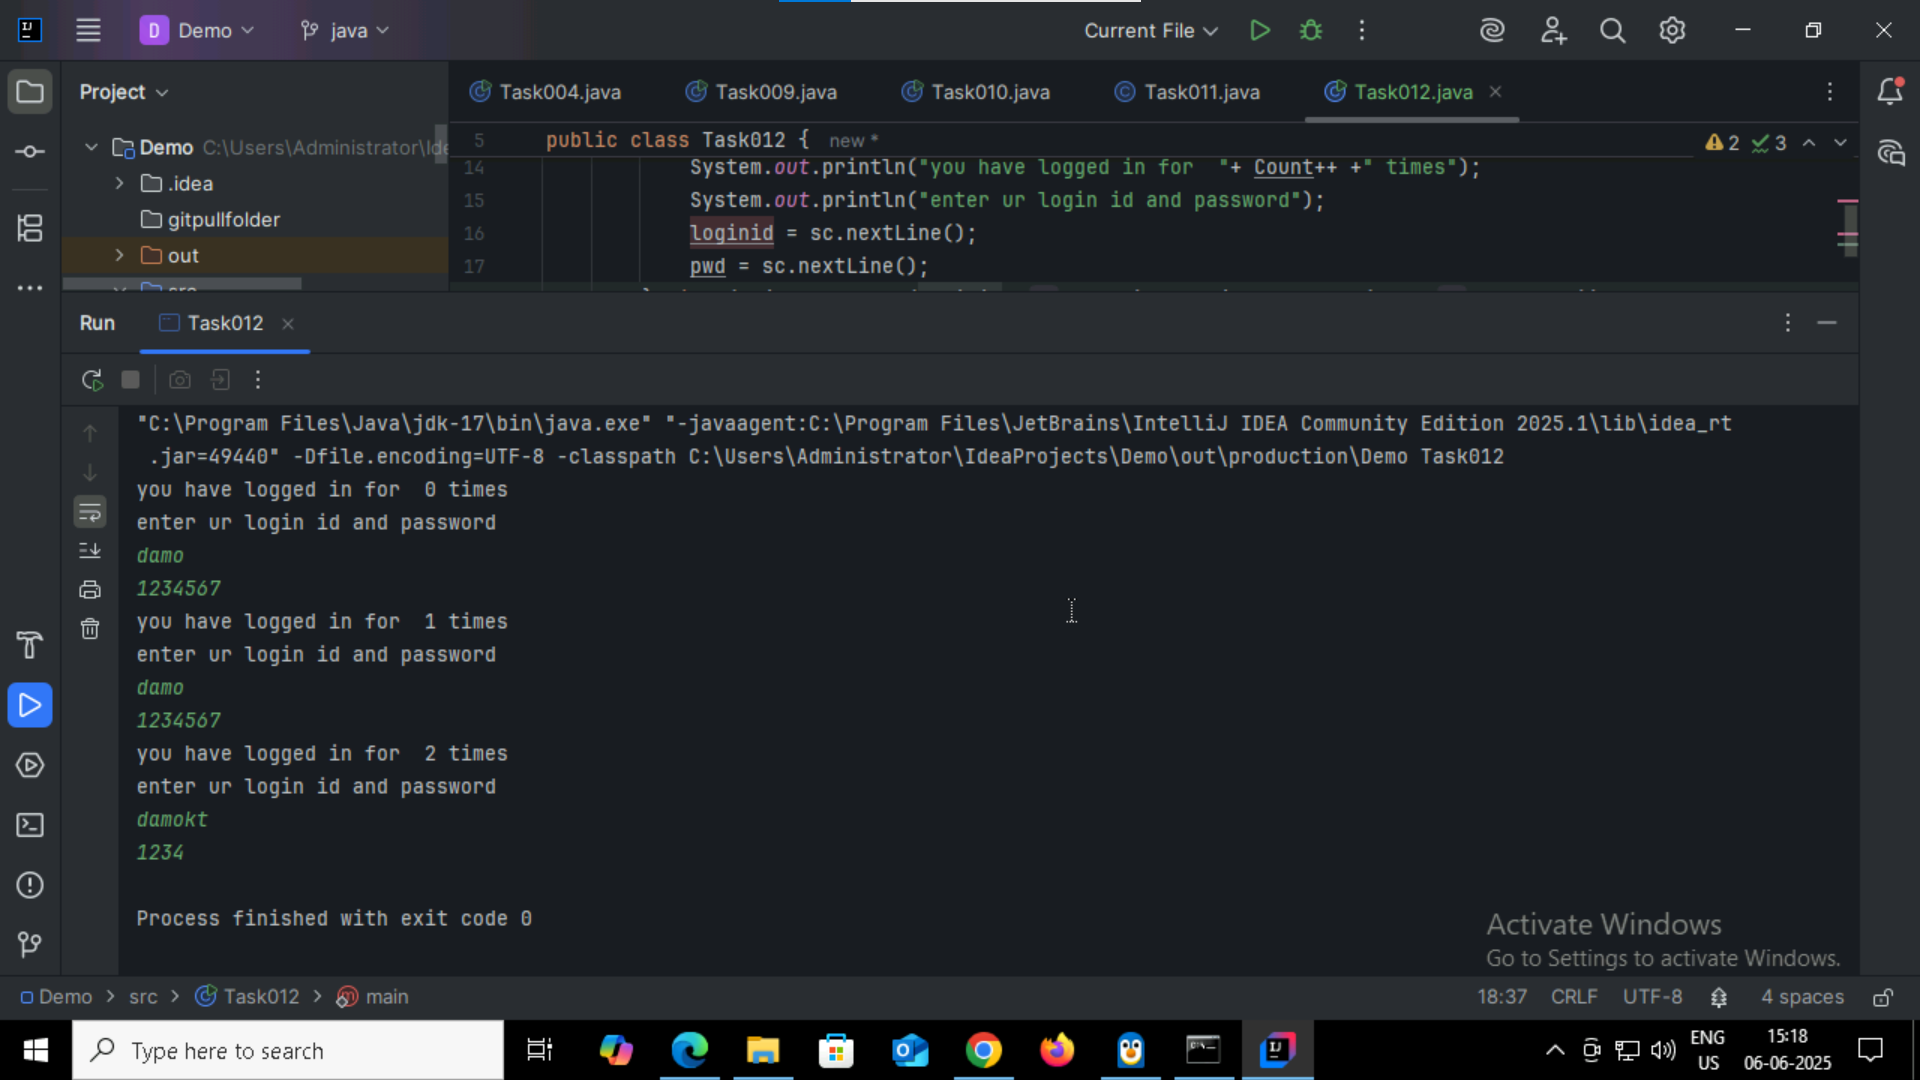 D Demo java Current File
Project
Task004.java Task009.java Task010.java Task011.java Task012.java
Demo C:\Users\Administrator\Ide
.idea
gitpullfolder
out
src
5 public class Task012 { new *
2 3
14 System.out.println("you have logged in for  "+ Count++ +" times");
15 System.out.println("enter ur login id and password");
16 loginid = sc.nextLine();
17 pwd = sc.nextLine();
Run Task012
"C:\Program Files\Java\jdk-17\bin\java.exe" "-javaagent:C:\Program Files\JetBrains\IntelliJ IDEA Community Edition 2025.1\lib\idea_rt
.jar=49440" -Dfile.encoding=UTF-8 -classpath C:\Users\Administrator\IdeaProjects\Demo\out\production\Demo Task012
you have logged in for  0 times
enter ur login id and password
damo
1234567
you have logged in for  1 times
enter ur login id and password
damo
1234567
you have logged in for  2 times
enter ur login id and password
damokt
1234
Process finished with exit code 0
Activate Windows
Go to Settings to activate Windows.
Demo > src > Task012 > main
18:37 CRLF UTF-8 4 spaces
Type here to search
ENG
US
15:18
06-06-2025